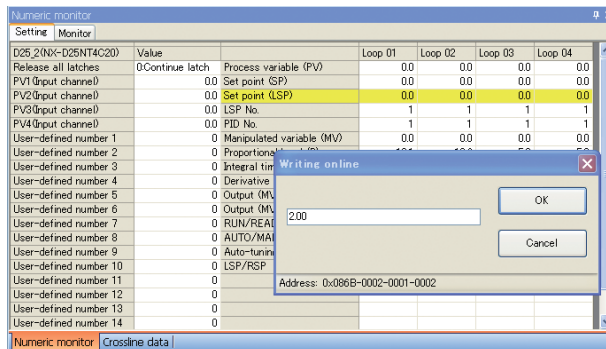 Numeric monitor
Setting Monitor
D25_2(NX-D25NT4C20) Value Loop 01 Loop 02 Loop 03 Loop 04
Release all latches 0:Continue latch Process variable (PV) 0.0 0.0 0.0 0.0
PV1(Input channel) 0.0 Set point (SP) 0.0 0.0 0.0 0.0
PV2(Input channel) 0.0 Set point (LSP) 0.0 0.0 0.0 0.0
PV3(Input channel) 0.0 LSP No. 1 1 1 1
PV4(Input channel) 0.0 PID No. 1 1 1 1
User-defined number 1 0 Manipulated variable (MV) 0.0 0.0 0.0 0.0
User-defined number 2 0
User-defined number 3 0 Integral tim
User-defined number 4 0 Derivative
User-defined number 5 0 Output (MV
User-defined number 6 0 Output (MV
User-defined number 7 0 RUN/READ
User-defined number 8 0 AUTO/MA
User-defined number 9 0 Auto-tunin
User-defined number 10 0 LSP/RSP
User-defined number 11 0
User-defined number 12 0
User-defined number 13 0
User-defined number 14 0
Writing online
2.00
OK
Cancel
Address: 0x086B-0002-0001-0002
Numeric monitor Crossline data